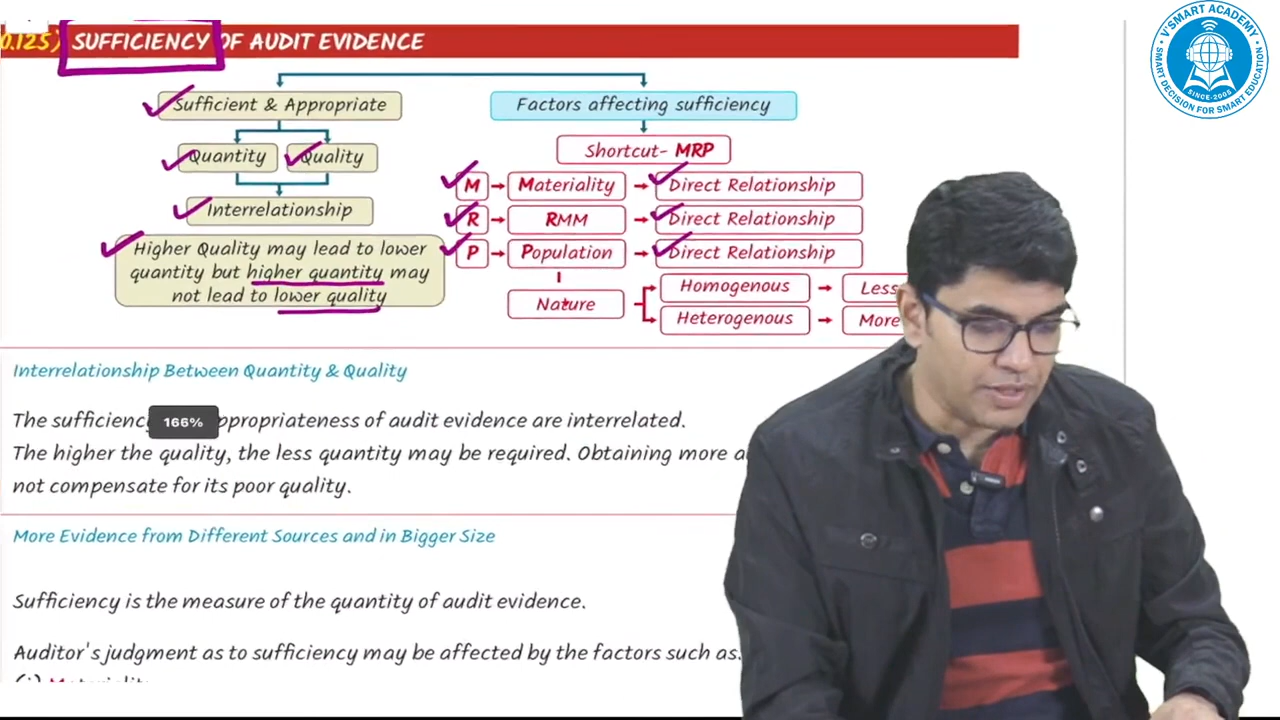 0.125) SUFFICIENCY OF AUDIT EVIDENCE
Sufficient & Appropriate
Quantity
Quality
Interrelationship
Higher Quality may lead to lower
quantity but higher quantity may
not lead to lower quality
Factors affecting sufficiency
Shortcut- MRP
M Materiality Direct Relationship
R RMM Direct Relationship
P Population Direct Relationship
Nature
Homogenous Less
Heterogenous More
Interrelationship Between Quantity & Quality
The appropriateness of audit evidence are interrelated.
166%
The higher the quality, the less quantity may be required. Obtaining more
not compensate for its poor quality.
More Evidence from Different Sources and in Bigger Size
Sufficiency is the measure of the quantity of audit evidence.
Auditor's judgment as to sufficiency may be affected by the factors such as:
V'SMART ACADEMY
SINCE-2005
SMART DECISION FOR SMART EDUCATION